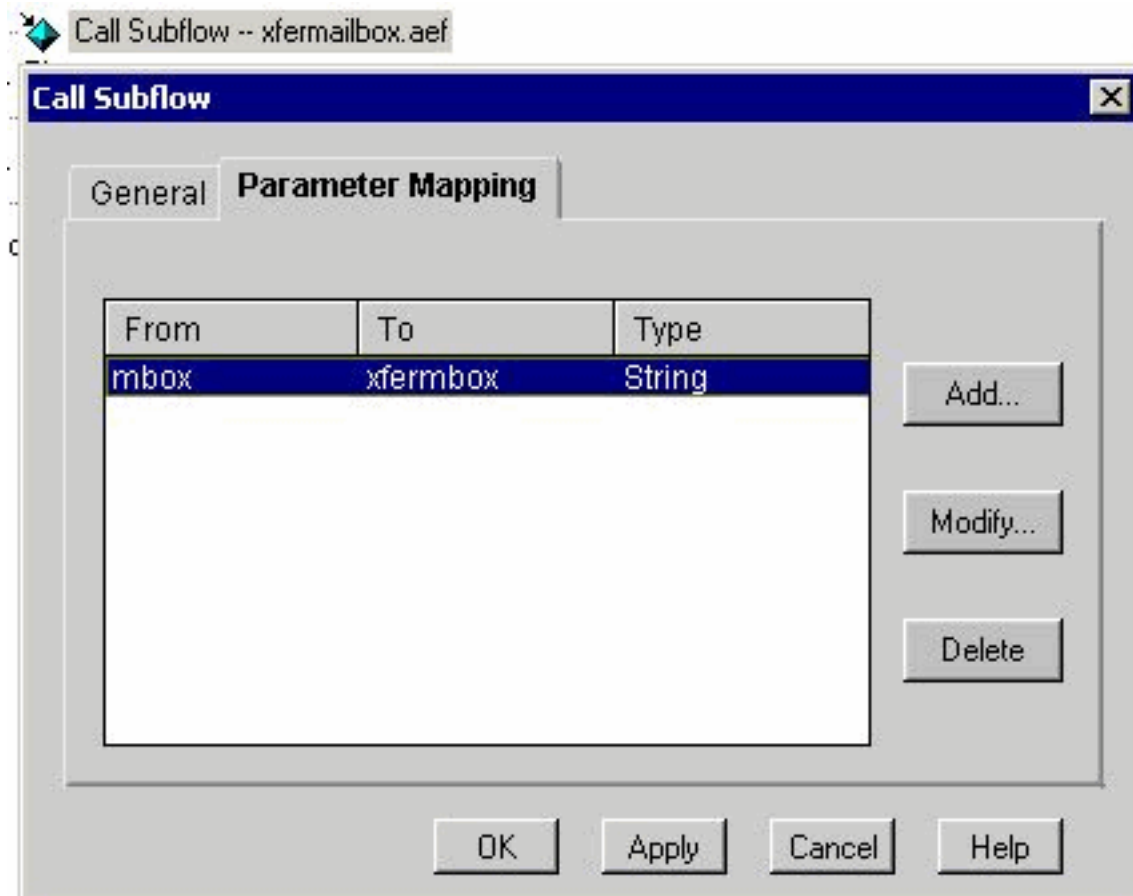 Call Subflow -- xfermailbox.aef
Call Subflow
General Parameter Mapping
From To Type
mbox xfermbox String
Add...
Modify...
Delete
OK Apply Cancel Help